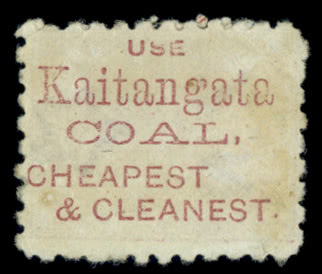 USE
Kaitangata
COAL,
CHEAPEST
& CLEANEST.